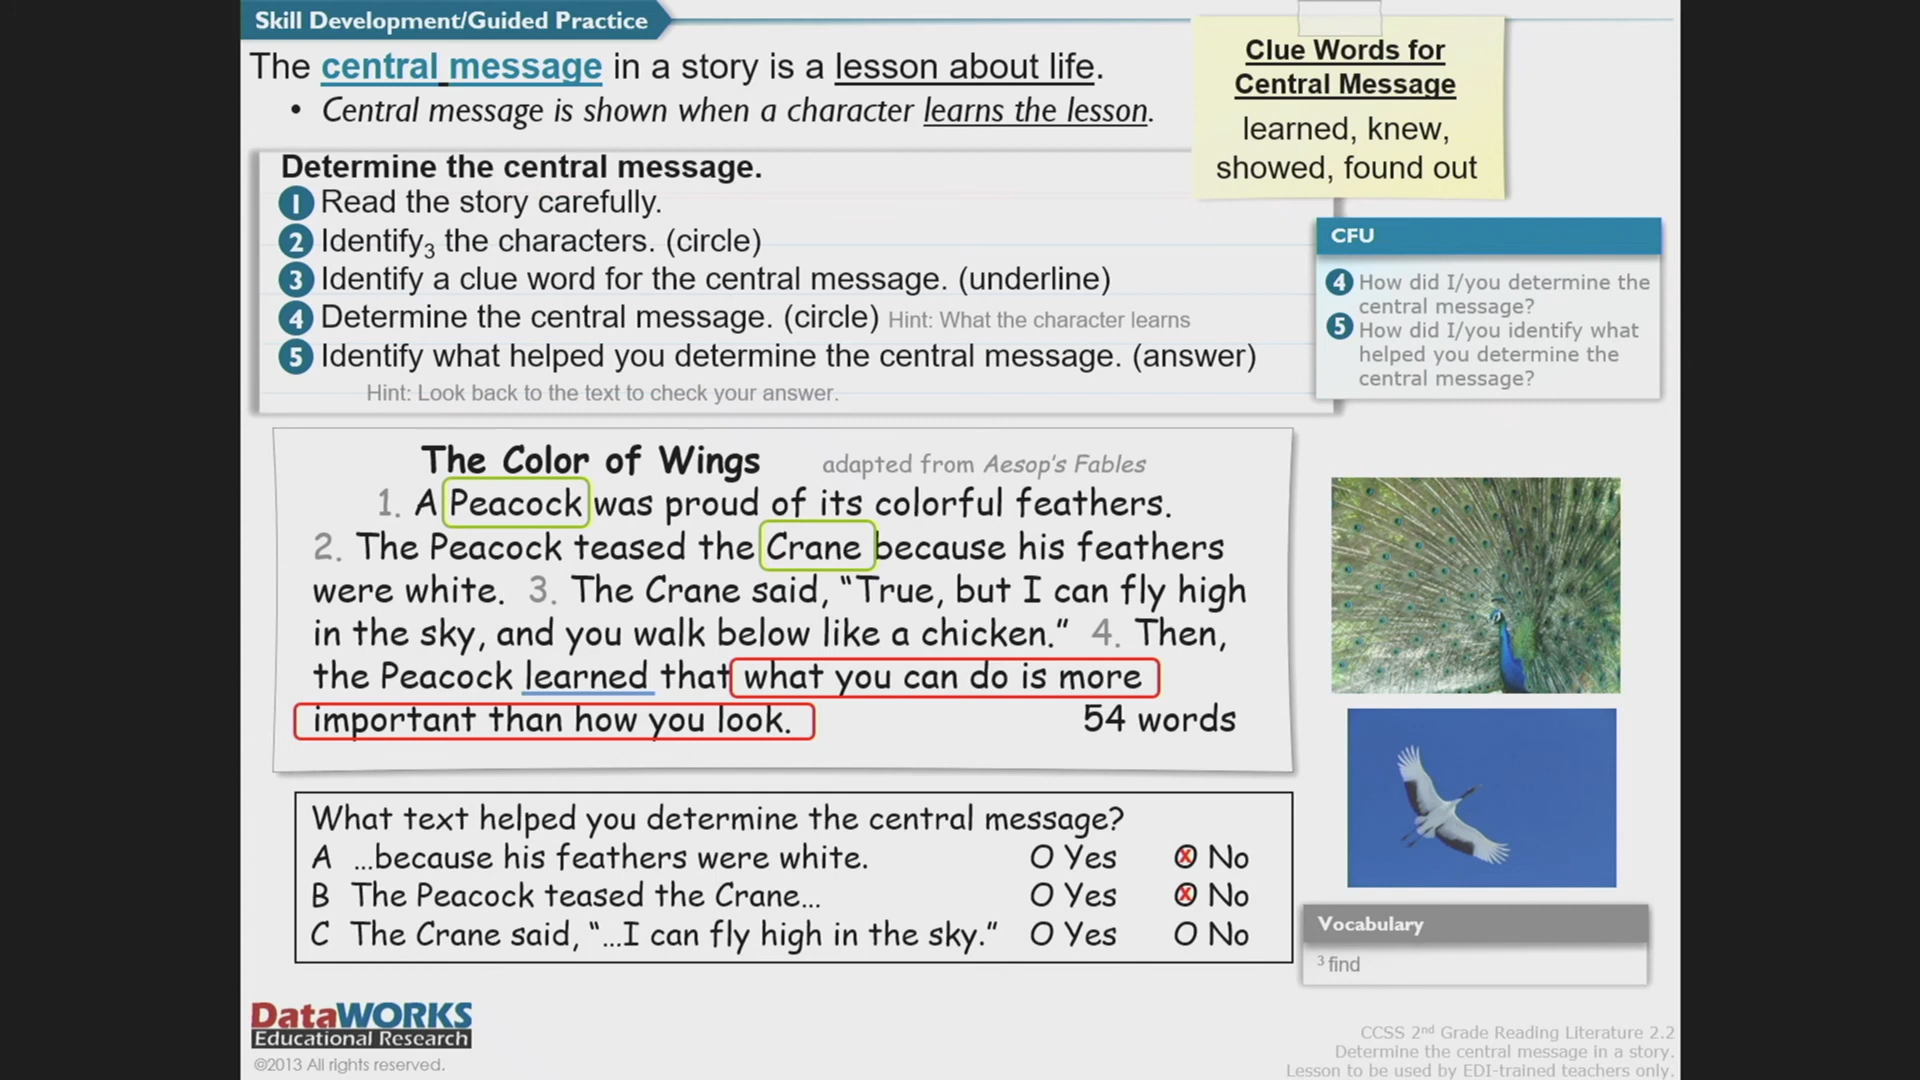 Skill Development/Guided Practice
The central message in a story is a lesson about life.
• Central message is shown when a character learns the lesson.
Clue Words for
Central Message
learned, knew,
showed, found out
Determine the central message.
1 Read the story carefully.
2 Identify3 the characters. (circle)
3 Identify a clue word for the central message. (underline)
4 Determine the central message. (circle) Hint: What the character learns
5 Identify what helped you determine the central message. (answer)
Hint: Look back to the text to check your answer.
CFU
4 How did I/you determine the
central message?
5 How did I/you identify what
helped you determine the
central message?
The Color of Wings adapted from Aesop's Fables
1. A Peacock was proud of its colorful feathers.
2. The Peacock teased the Crane because his feathers
were white. 3. The Crane said, “True, but I can fly high
in the sky, and you walk below like a chicken.” 4. Then,
the Peacock learned that what you can do is more
important than how you look. 54 words
What text helped you determine the central message?
A ...because his feathers were white. O Yes O No
B The Peacock teased the Crane... O Yes O No
C The Crane said, “...I can fly high in the sky.” O Yes O No
Vocabulary
3 find
DataWORKS
Educational Research
©2013 All rights reserved.
CCSS 2nd Grade Reading Literature 2.2
Determine the central message in a story.
Lesson to be used by EDI-trained teachers only.